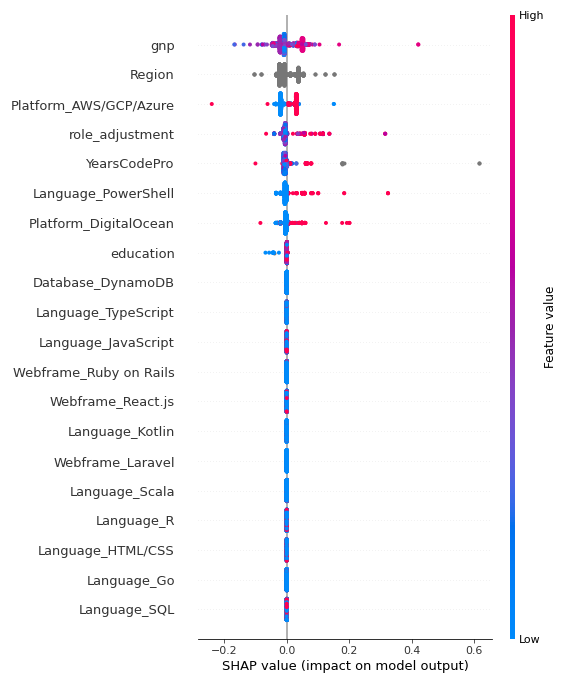 High
gnp
Region
Platform_AWS/GCP/Azure
role_adjustment
YearsCodePro
Language_PowerShell
Platform_DigitalOcean
education
Database_DynamoDB
Language_TypeScript
Language_JavaScript
Webframe_Ruby on Rails
Webframe_React.js
Language_Kotlin
Webframe_Laravel
Language_Scala
Language_R
Language_HTML/CSS
Language_Go
Language_SQL
Feature value
Low
−0.2 0.0 0.2 0.4 0.6
SHAP value (impact on model output)